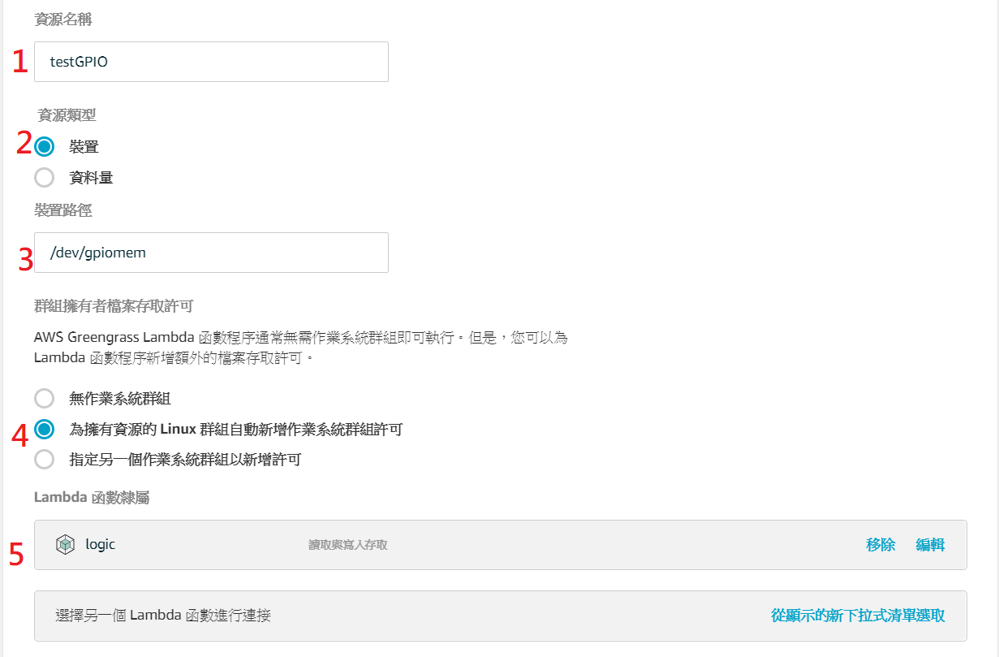 資源名稱
1 testGPIO
資源類型
2 裝置
資料量
裝置路徑
3 /dev/gpiomem
群組擁有者檔案存取許可
AWS Greengrass Lambda 函數程序通常無需作業系統群組即可執行。但是，您可以為
Lambda 函數程序新增額外的檔案存取許可。
無作業系統群組
4 為擁有資源的 Linux 群組自動新增作業系統群組許可
指定另一個作業系統群組以新增許可
Lambda 函數隸屬
5 logic 讀取與寫入存取 移除 編輯
選擇另一個 Lambda 函數進行連接 從顯示的新下拉式清單選取